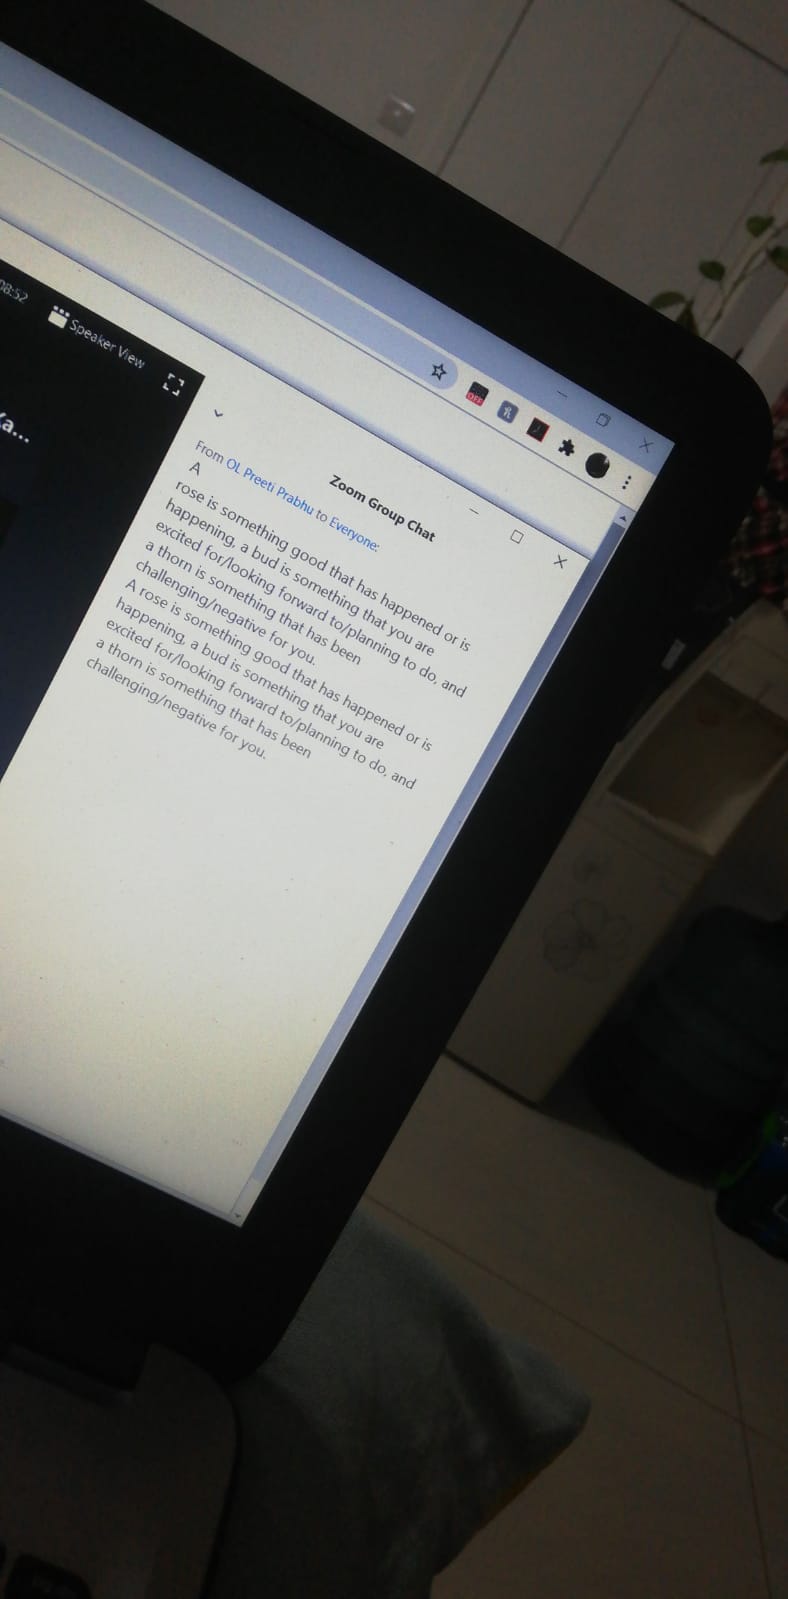 08:52
Speaker View
a...
OFF
Zoom Group Chat
From OL Preeti Prabhu to Everyone:
A
rose is something good that has happened or is
happening, a bud is something that you are
excited for/looking forward to/planning to do, and
a thorn is something that has been
challenging/negative for you.
A rose is something good that has happened or is
happening, a bud is something that you are
excited for/looking forward to/planning to do, and
a thorn is something that has been
challenging/negative for you.